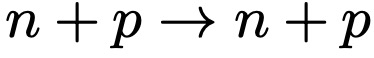 n + p → n + p